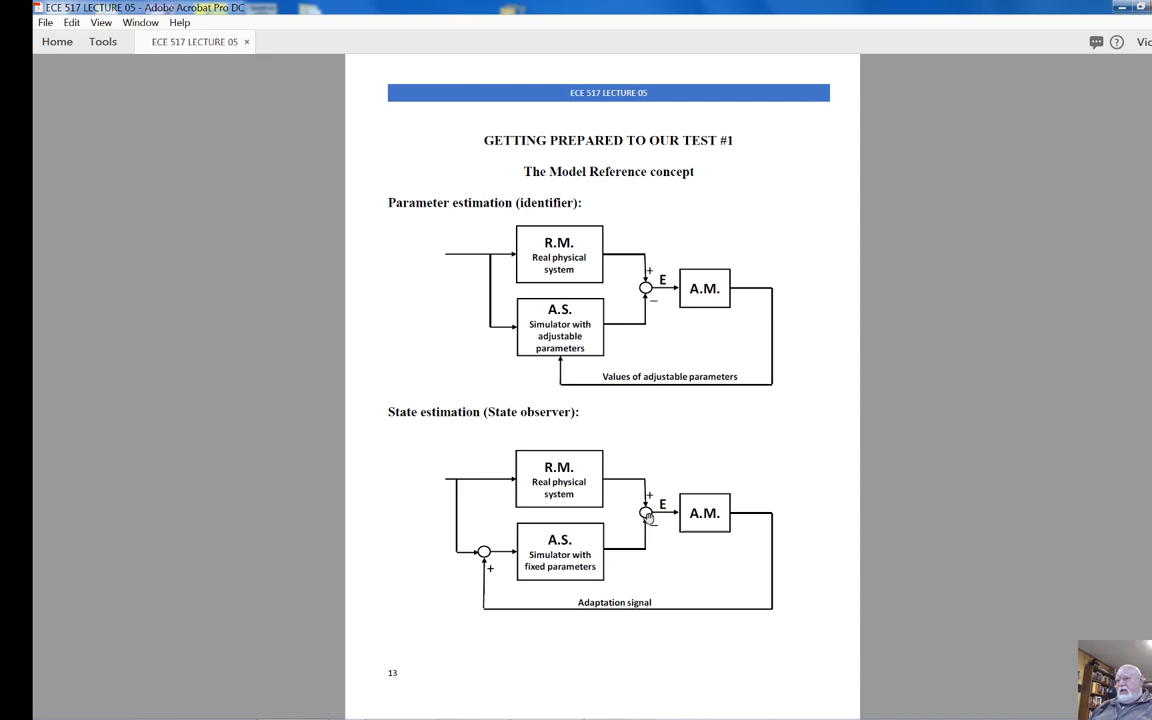 ECE 517 LECTURE 05 - Adobe Acrobat Pro DC
File Edit View Window Help
Home Tools ECE 517 LECTURE 05 ×
ECE 517 LECTURE 05
GETTING PREPARED TO OUR TEST #1
The Model Reference concept
Parameter estimation (identifier):
R.M.
Real physical
system
+
E
A.M.
−
A.S.
Simulator with
adjustable
parameters
Values of adjustable parameters
State estimation (State observer):
R.M.
Real physical
system
+
E
A.M.
−
A.S.
Simulator with
fixed parameters
+
Adaptation signal
13